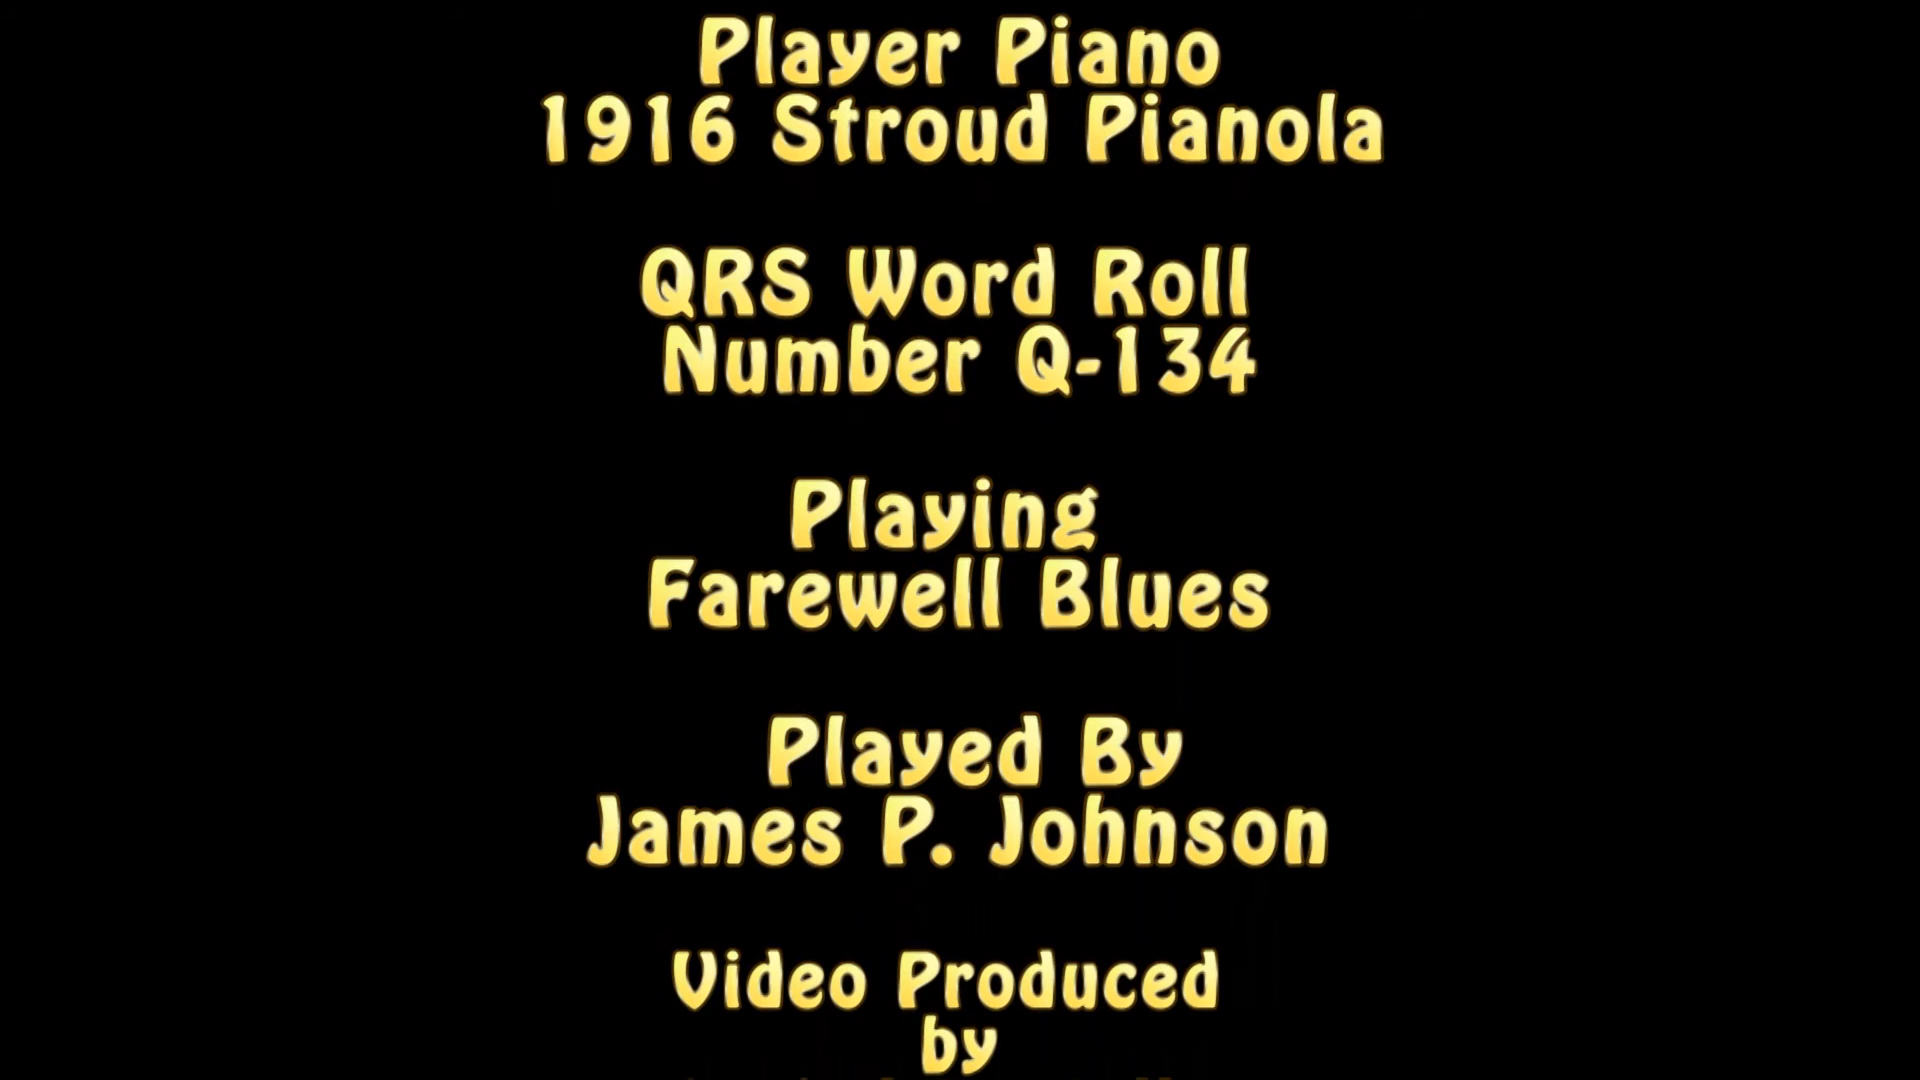 Player Piano
1916 Stroud Pianola
QRS Word Roll
Number Q-134
Playing
Farewell Blues
Played By
James P. Johnson
Video Produced
by